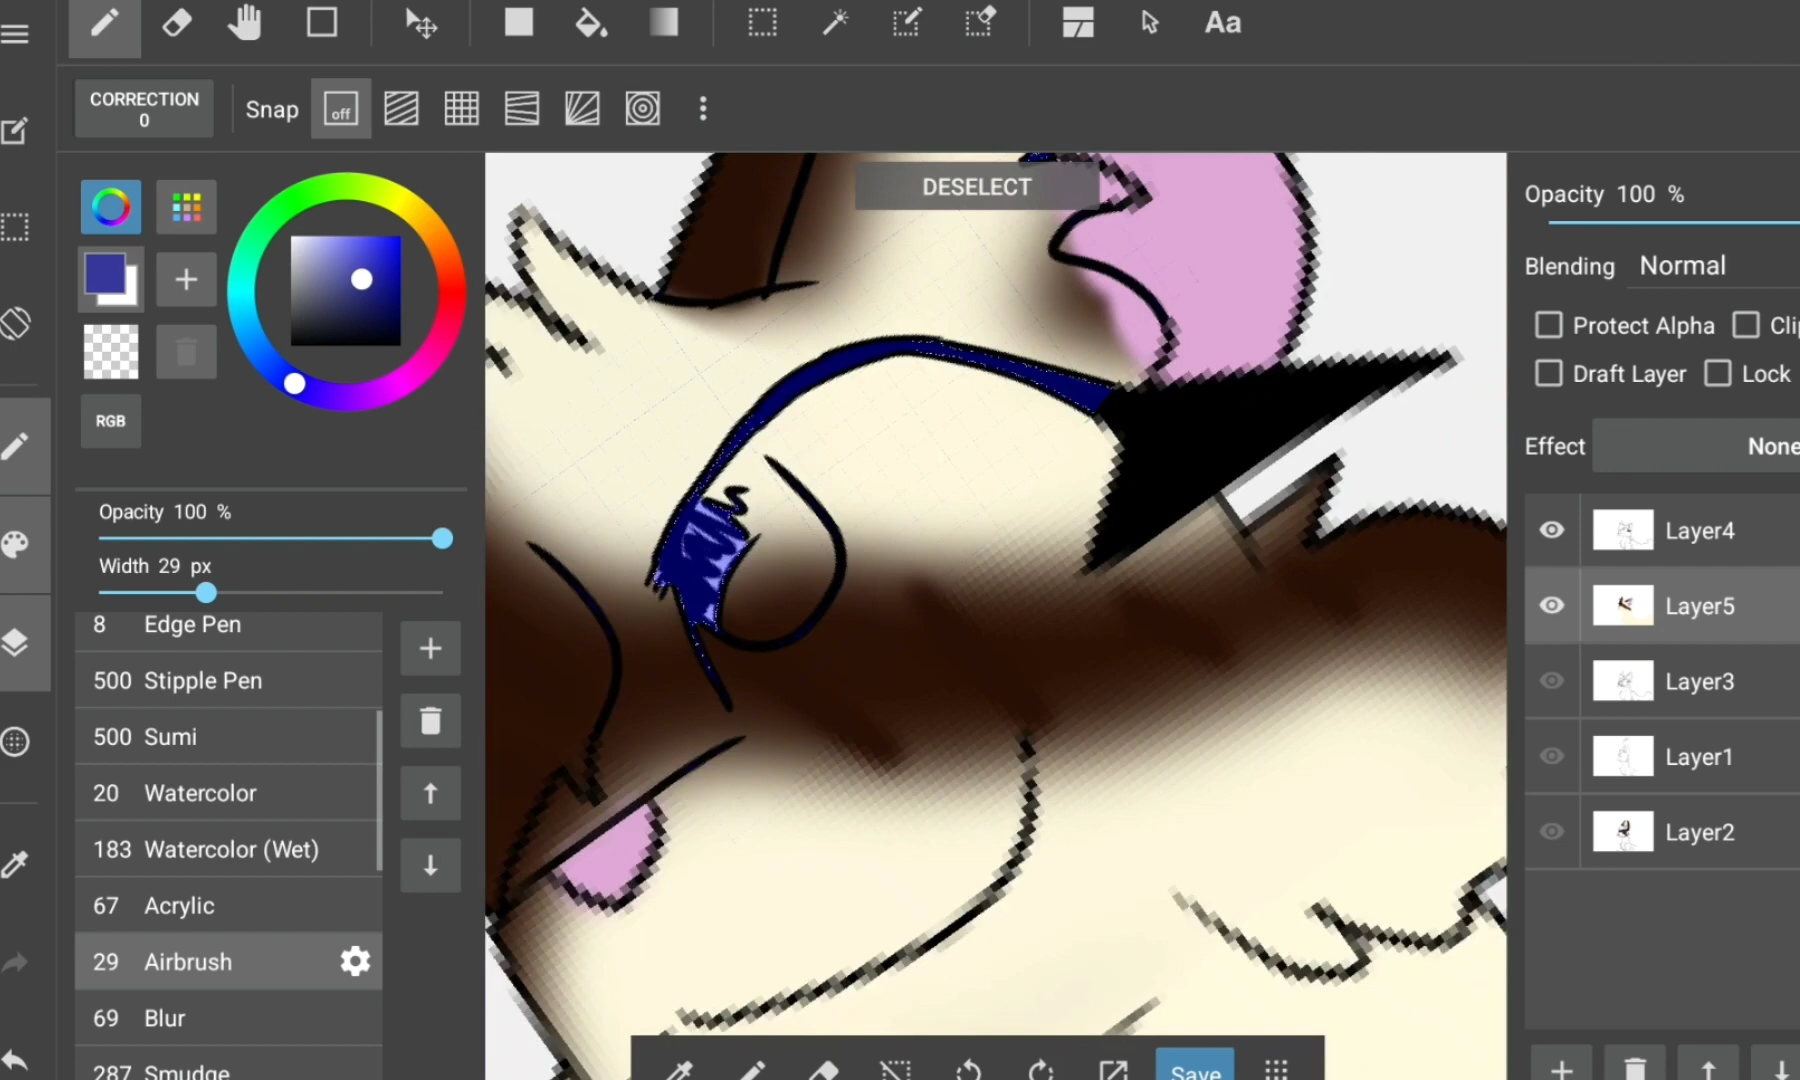 Aa
CORRECTION
0
Snap
off
DESELECT
Opacity 100 %
Blending Normal
Protect Alpha
Cli
Draft Layer
Lock
Effect
None
RGB
Opacity 100 %
Width 29 px
8 Edge Pen
500 Stipple Pen
500 Sumi
20 Watercolor
183 Watercolor (Wet)
67 Acrylic
29 Airbrush
69 Blur
287 Smudge
Layer4
Layer5
Layer3
Layer1
Layer2
Save